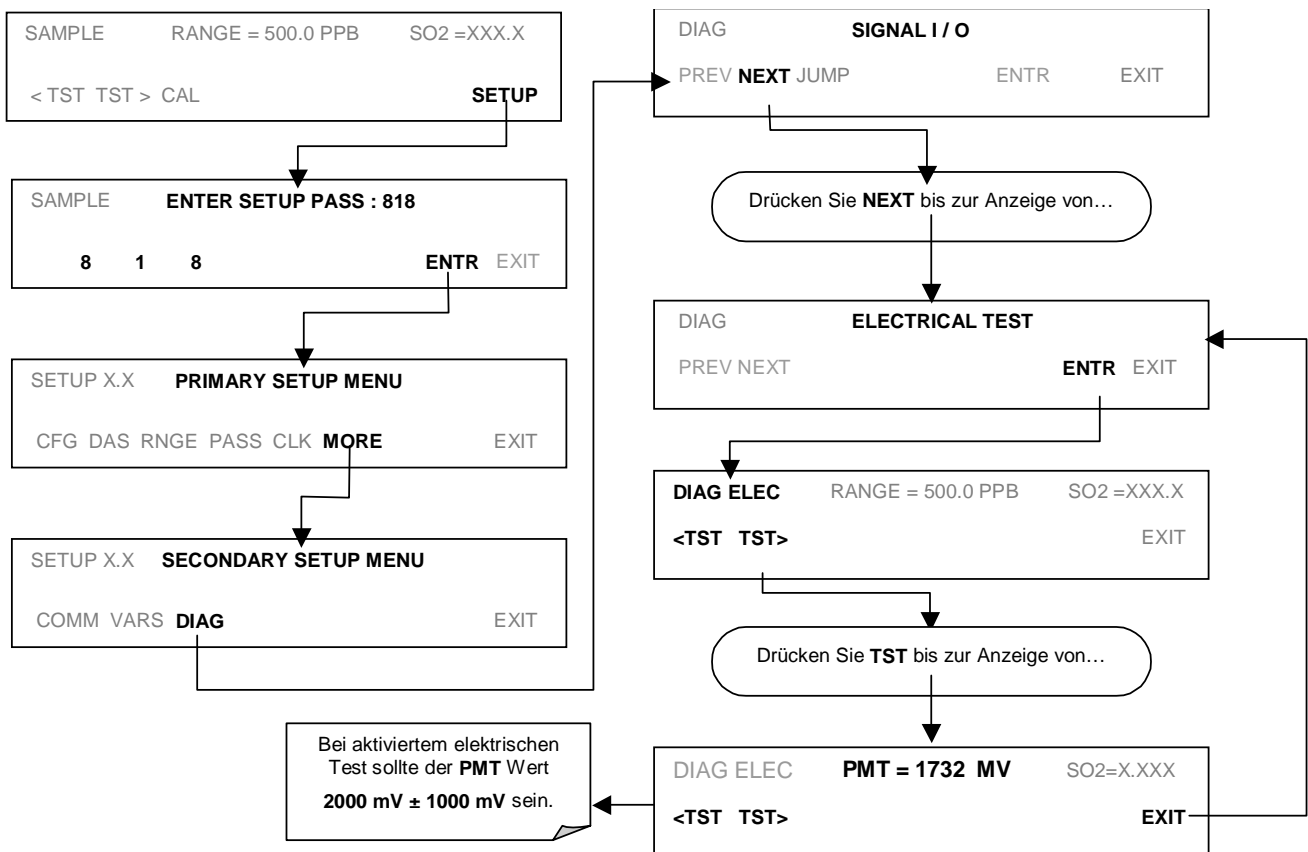 SAMPLE RANGE = 500.0 PPB SO2 =XXX.X
< TST TST > CAL SETUP
SAMPLE ENTER SETUP PASS : 818
8 1 8 ENTR EXIT
SETUP X.X PRIMARY SETUP MENU
CFG DAS RNGE PASS CLK MORE EXIT
SETUP X.X SECONDARY SETUP MENU
COMM VARS DIAG EXIT
DIAG SIGNAL I / O
PREV NEXT JUMP ENTR EXIT
Drücken Sie NEXT bis zur Anzeige von…
DIAG ELECTRICAL TEST
PREV NEXT ENTR EXIT
DIAG ELEC RANGE = 500.0 PPB SO2 =XXX.X
<TST TST> EXIT
Drücken Sie TST bis zur Anzeige von…
DIAG ELEC PMT = 1732 MV SO2=X.XXX
<TST TST> EXIT
Bei aktiviertem elektrischen
Test sollte der PMT Wert
2000 mV ± 1000 mV sein.